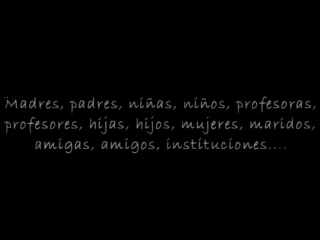 Madres, padres, niñas, niños, profesoras,
profesores, hijas, hijos, mujeres, maridos,
amigas, amigos, instituciones....